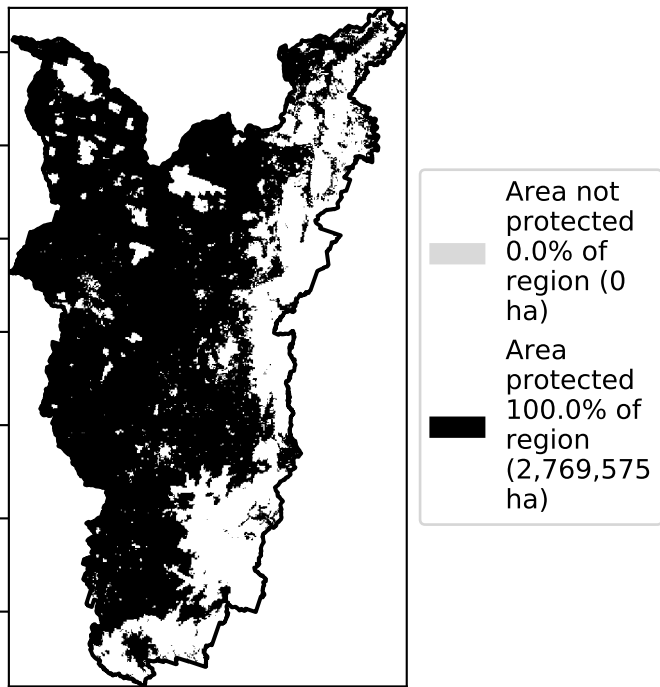 Area not
protected
0.0% of
region (0
ha)
Area
protected
100.0% of
region
(2,769,575
ha)